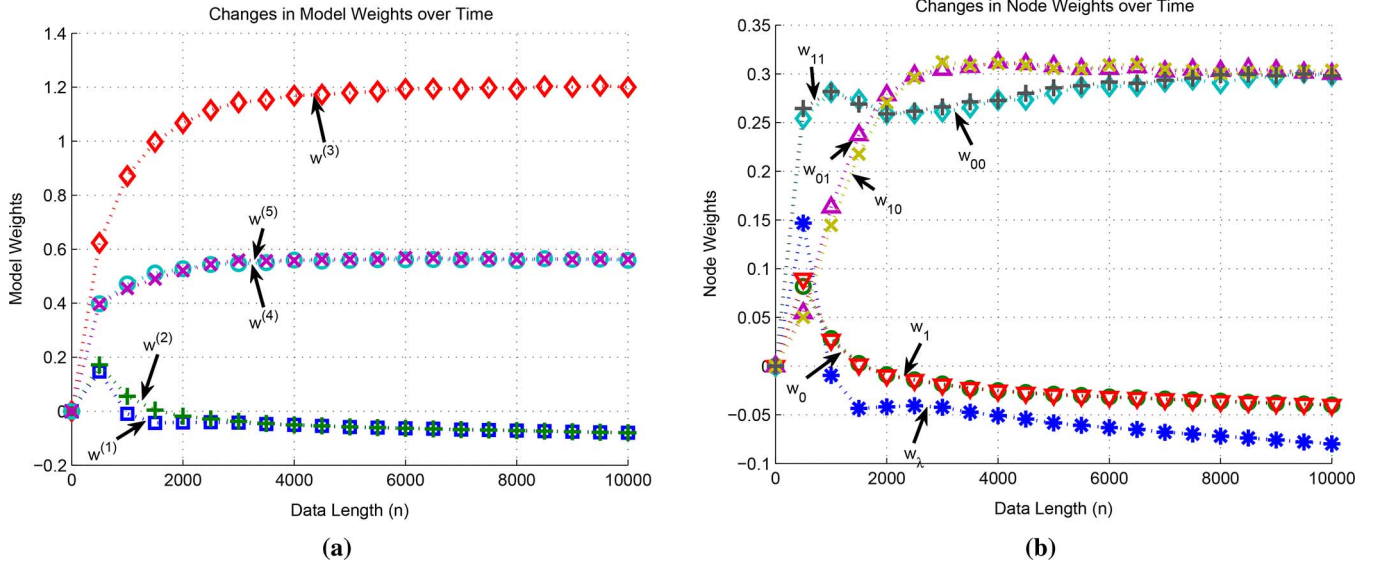 Changes in Model Weights over Time
1.4
1.2
1
0.8
0.6
0.4
0.2
0
−0.2
Model Weights
w(3)
w(5)
w(4)
w(2)
w(1)
0
2000
4000
6000
8000
10000
Data Length (n)
(a)
Changes in Node Weights over Time
0.35
0.3
0.25
0.2
0.15
0.1
0.05
0
−0.05
−0.1
Node Weights
w11
w01
w10
w00
w1
w0
wλ
0
2000
4000
6000
8000
10000
Data Length (n)
(b)